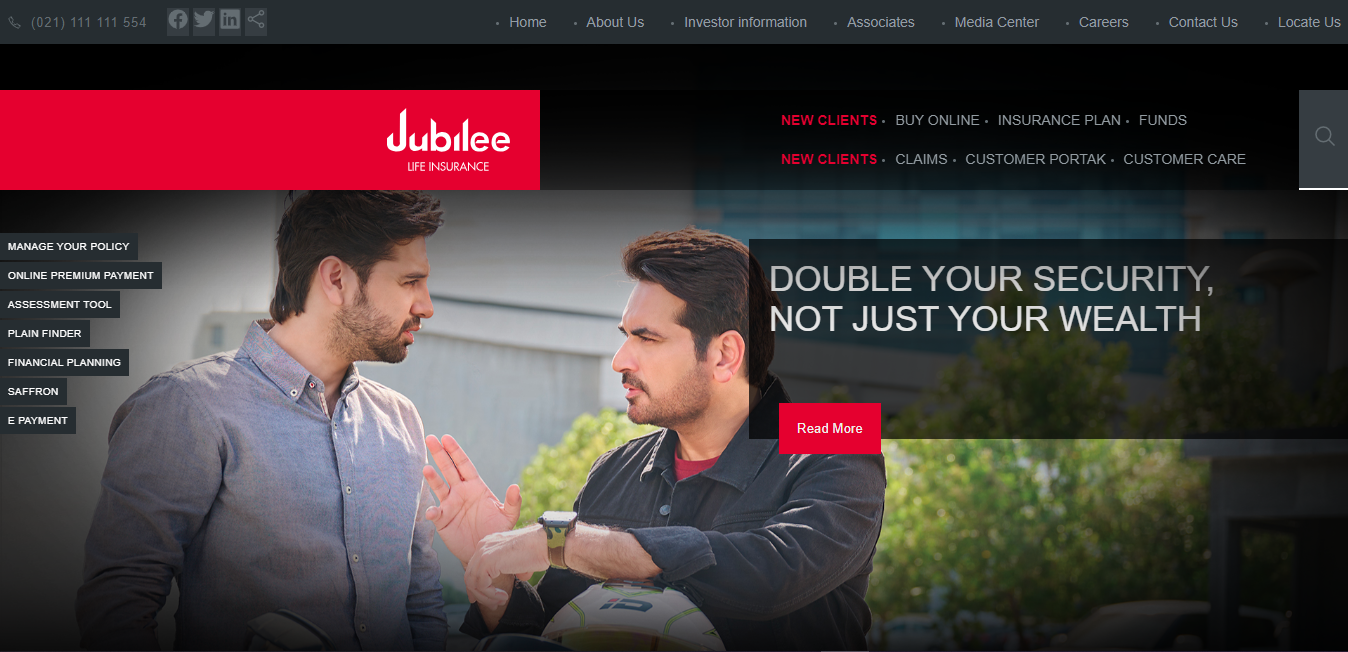 (021) 111 111 554
Home
About Us
Investor information
Associates
Media Center
Careers
Contact Us
Locate Us
Jubilee
LIFE INSURANCE
NEW CLIENTS BUY ONLINE INSURANCE PLAN FUNDS
NEW CLIENTS CLAIMS CUSTOMER PORTAK CUSTOMER CARE
MANAGE YOUR POLICY
ONLINE PREMIUM PAYMENT
ASSESSMENT TOOL
PLAIN FINDER
FINANCIAL PLANNING
SAFFRON
E PAYMENT
DOUBLE YOUR SECURITY,
NOT JUST YOUR WEALTH
Read More